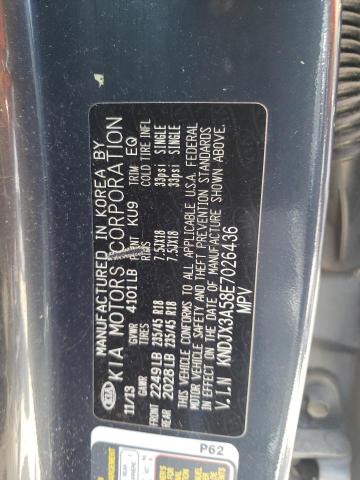 MANUFACTURED IN KOREA BY
KIA MOTORS CORPORATION
KIA
11/13 GVWR 4101LB PAINT KU9 TRIM EQ
GAWR TIRES RIMS COLD TIRE INFL
FRONT 2249LB 235/45 R18 7.5JX18 33psi SINGLE
REAR 2028LB 235/45 R18 7.5JX18 33psi SINGLE
THIS VEHICLE CONFORMS TO ALL APPLICABLE U.S.A. FEDERAL
MOTOR VEHICLE SAFETY AND THEFT PREVENTION STANDARDS
IN EFFECT ON THE DATE OF MANUFACTURE SHOWN ABOVE.
V.I.N KNDJX3A58E7026436
MPV
P62